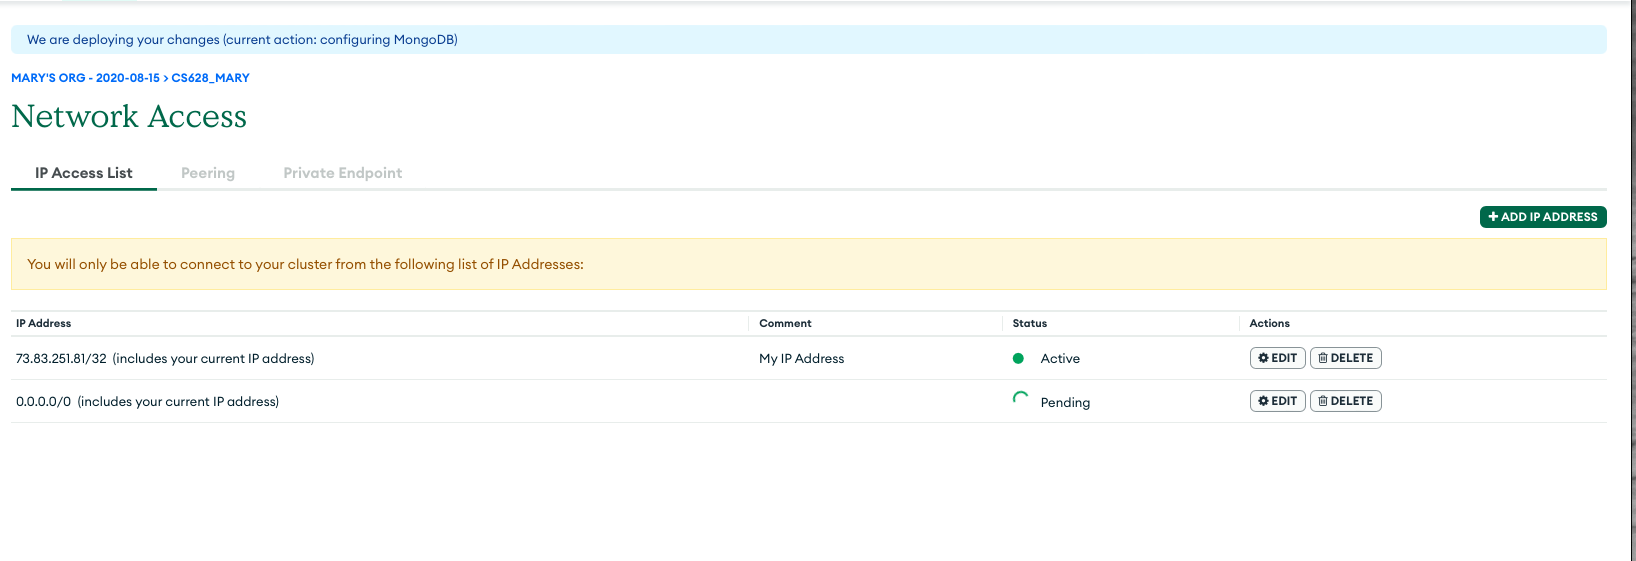 We are deploying your changes (current action: configuring MongoDB)
MARY'S ORG - 2020-08-15 > CS628_MARY
Network Access
IP Access List Peering Private Endpoint
+ ADD IP ADDRESS
You will only be able to connect to your cluster from the following list of IP Addresses:
IP Address Comment Status Actions
73.83.251.81/32 (includes your current IP address) My IP Address Active EDIT DELETE
0.0.0.0/0 (includes your current IP address) Pending EDIT DELETE